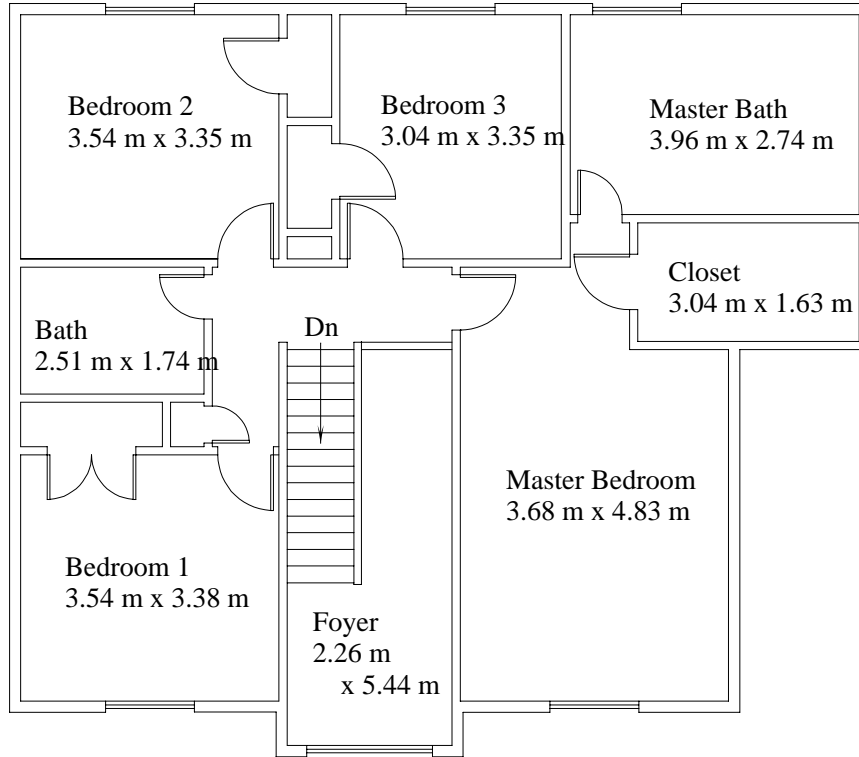 Bedroom 2
3.54 m x 3.35 m
Bedroom 3
3.04 m x 3.35 m
Master Bath
3.96 m x 2.74 m
Closet
3.04 m x 1.63 m
Bath
2.51 m x 1.74 m
Dn
Master Bedroom
3.68 m x 4.83 m
Bedroom 1
3.54 m x 3.38 m
Foyer
2.26 m
x 5.44 m